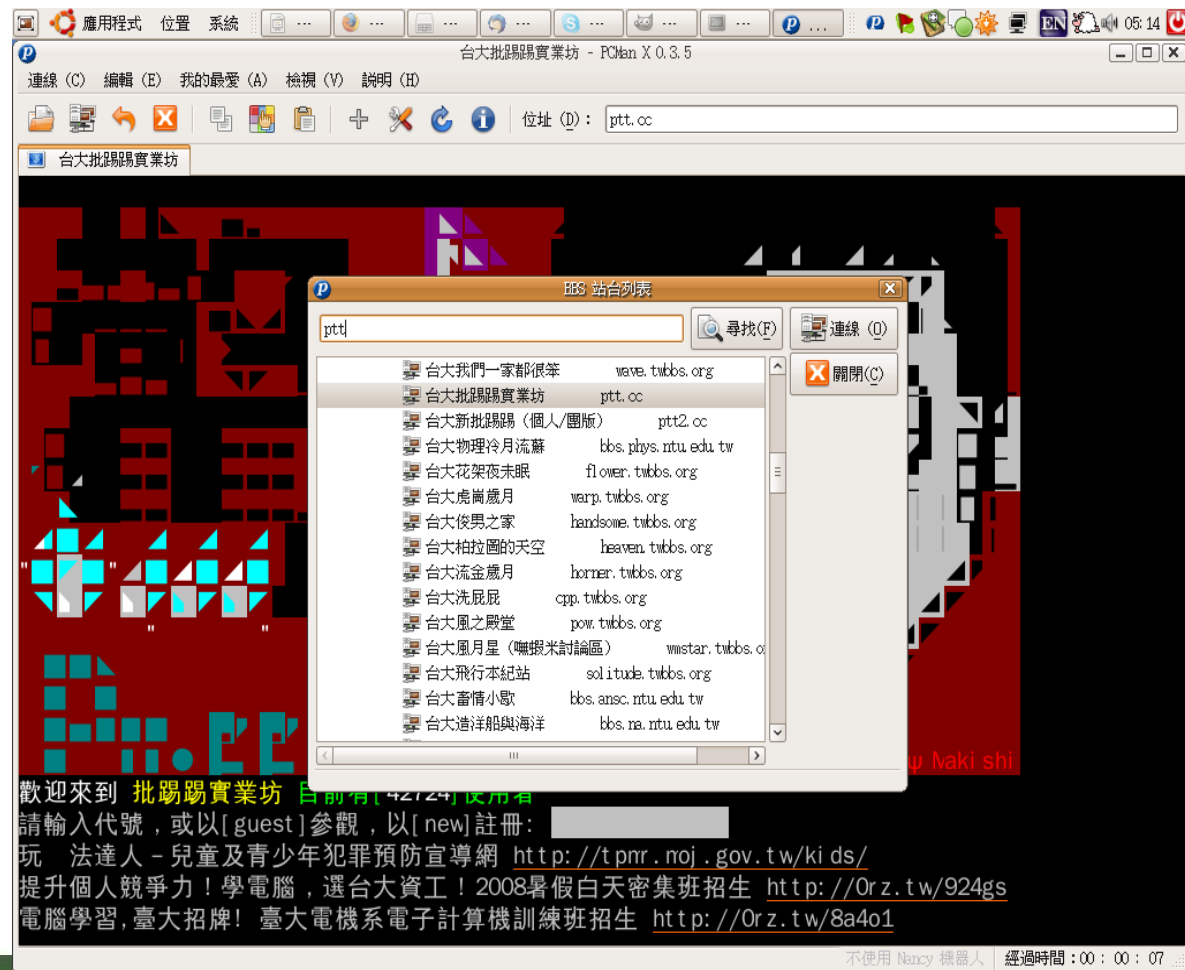 應用程式 位置 系統 ... ... ... ... S ... ... ... ... EN 05:14
台大批踢踢實業坊 - PCMan X 0.3.5
連線 (C) 編輯 (E) 我的最愛 (A) 檢視 (V) 說明 (H)
位址 (D): ptt.cc
台大批踢踢實業坊
BBS 站台列表
ptt 尋找(F) 連線 (O)
關閉(C)
台大我們一家都很笨 wave.twbbs.org
台大批踢踢實業坊 ptt.cc
台大新批踢踢（個人/團版） ptt2.cc
台大物理冷月流蘇 bbs.phys.ntu.edu.tw
台大花架夜未眠 flower.twbbs.org
台大虎崗歲月 warp.twbbs.org
台大俊男之家 handsome.twbbs.org
台大柏拉圖的天空 heaven.twbbs.org
台大流金歲月 horner.twbbs.org
台大洗屁屁 cpp.twbbs.org
台大風之殿堂 pow.twbbs.org
台大風月星（嘸蝦米討論區） wmstar.twbbs.o
台大飛行本紀站 solitude.twbbs.org
台大畜情小歇 bbs.ansc.ntu.edu.tw
台大造洋船與海洋 bbs.na.ntu.edu.tw
ψ Nakishi
歡迎來到 批踢踢實業坊 目前有[42724]使用者
請輸入代號，或以[guest]參觀，以[new]註冊:
玩 法達人－兒童及青少年犯罪預防宣導網 http://tpmr.moj.gov.tw/kids/
提升個人競爭力！學電腦，選台大資工！2008暑假白天密集班招生 http://0rz.tw/924gs
電腦學習,臺大招牌! 臺大電機系電子計算機訓練班招生 http://0rz.tw/8a4o1
不使用 Nancy 機器人 經過時間：00：00：07